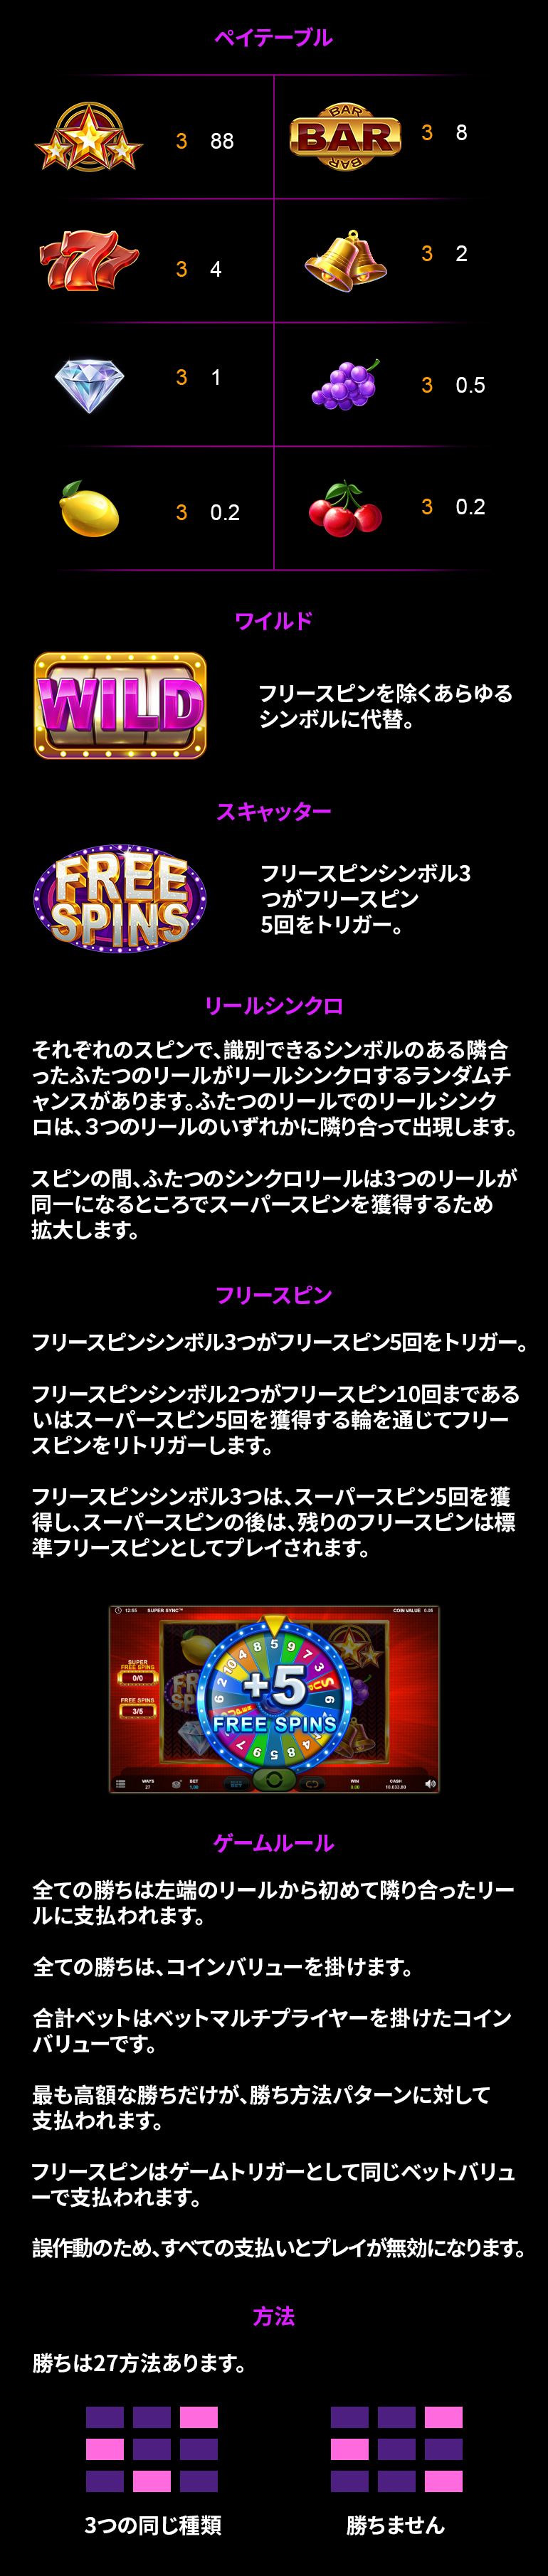 ペイテーブル
3 88
BAR
BAR
BAR
3 8
777
3 4
3 2
3 1
3 0.5
3 0.2
3 0.2
ワイルド
WILD
フリースピンを除くあらゆる
シンボルに代替。
スキャッター
FREE
SPINS
フリースピンシンボル3
つがフリースピン
5回をトリガー。
リールシンクロ
それぞれのスピンで、識別できるシンボルのある隣合
ったふたつのリールがリールシンクロするランダムチ
ャンスがあります。ふたつのリールでのリールシンク
ロは、3つのリールのいずれかに隣り合って出現します。
スピンの間、ふたつのシンクロリールは3つのリールが
同一になるところでスーパースピンを獲得するため
拡大します。
フリースピン
フリースピンシンボル3つがフリースピン5回をトリガー。
フリースピンシンボル2つがフリースピン10回まである
いはスーパースピン5回を獲得する輪を通じてフリー
スピンをリトリガーします。
フリースピンシンボル3つは、スーパースピン5回を獲
得し、スーパースピンの後は、残りのフリースピンは標
準フリースピンとしてプレイされます。
12:55 SUPER SYNC™ COIN VALUE 0.05
SUPER
FREE SPINS
0/0
FREE SPINS
3/5
+5
FREE SPINS
WAYS
27
BET
1.00
WIN
0.00
CASH
ゲームルール
全ての勝ちは左端のリールから初めて隣り合ったリー
ルに支払われます。
全ての勝ちは、コインバリューを掛けます。
合計ベットはベットマルチプライヤーを掛けたコイン
バリューです。
最も高額な勝ちだけが、勝ち方法パターンに対して
支払われます。
フリースピンはゲームトリガーとして同じベットバリュ
ーで支払われます。
誤作動のため、すべての支払いとプレイが無効になります。
方法
勝ちは27方法あります。
3つの同じ種類
勝ちません